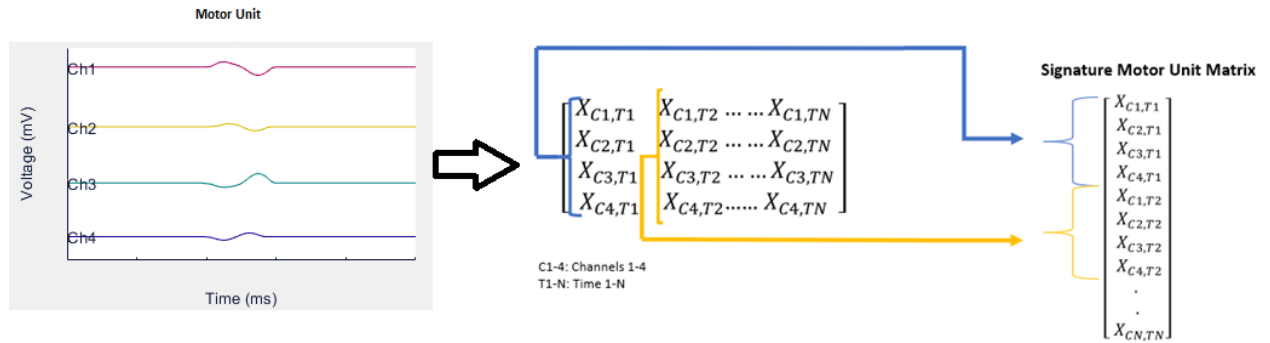 Motor Unit
Ch1
Ch2
Ch3
Ch4
Voltage (mV)
Time (ms)
X_{C1,T1} X_{C1,T2} ... ... X_{C1,TN}
X_{C2,T1} X_{C2,T2} ... ... X_{C2,TN}
X_{C3,T1} X_{C3,T2} ... ... X_{C3,TN}
X_{C4,T1} X_{C4,T2} ...... X_{C4,TN}
C1-4: Channels 1-4
T1-N: Time 1-N
Signature Motor Unit Matrix
X_{C1,T1}
X_{C2,T1}
X_{C3,T1}
X_{C4,T1}
X_{C1,T2}
X_{C2,T2}
X_{C3,T2}
X_{C4,T2}
.
.
X_{CN,TN}